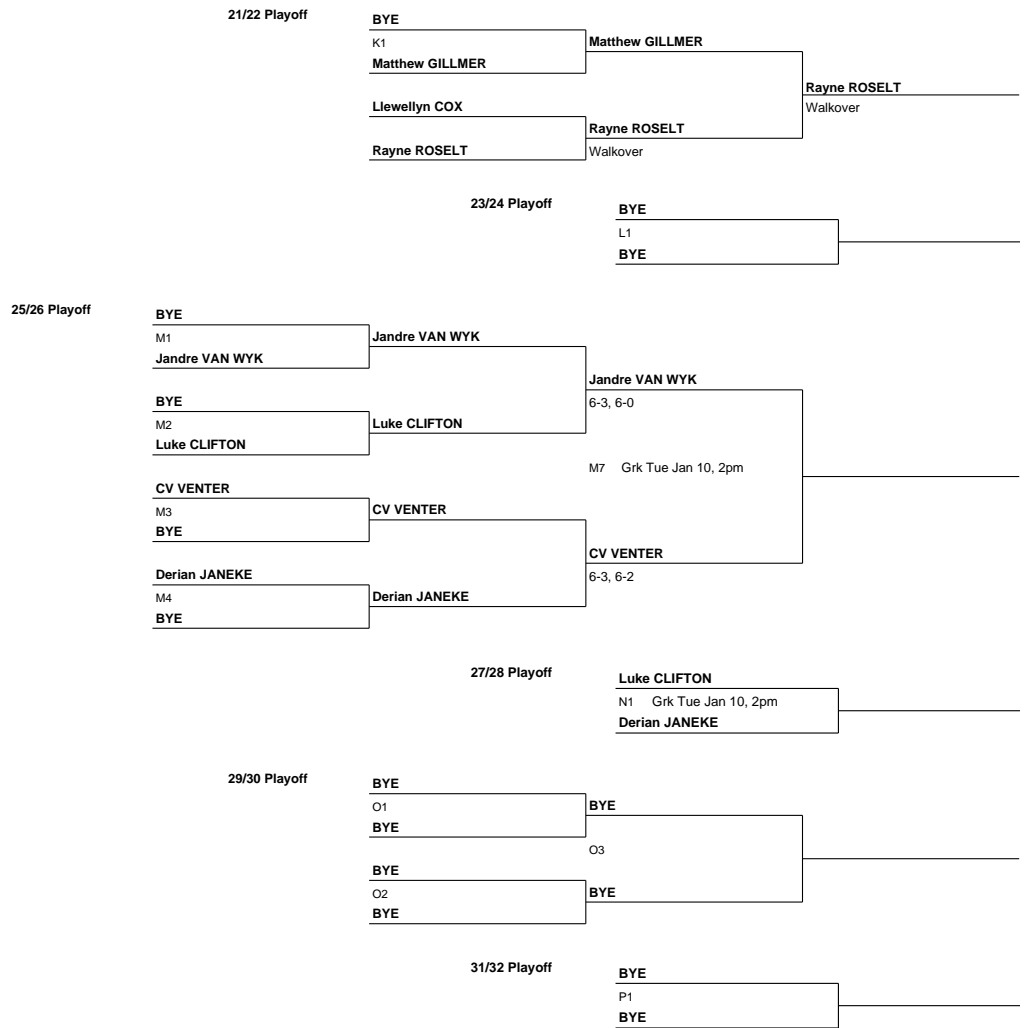 21/22 Playoff
BYE
K1
Matthew GILLMER
Matthew GILLMER
Llewellyn COX
Rayne ROSELT
Rayne ROSELT
Walkover
Rayne ROSELT
Walkover
23/24 Playoff
BYE
L1
BYE
25/26 Playoff
BYE
M1
Jandre VAN WYK
Jandre VAN WYK
BYE
M2
Luke CLIFTON
Luke CLIFTON
Jandre VAN WYK
6-3, 6-0
M7 Grk Tue Jan 10, 2pm
CV VENTER
M3
BYE
CV VENTER
Derian JANEKE
M4
BYE
Derian JANEKE
CV VENTER
6-3, 6-2
27/28 Playoff
Luke CLIFTON
N1 Grk Tue Jan 10, 2pm
Derian JANEKE
29/30 Playoff
BYE
O1
BYE
BYE
O3
BYE
O2
BYE
BYE
31/32 Playoff
BYE
P1
BYE